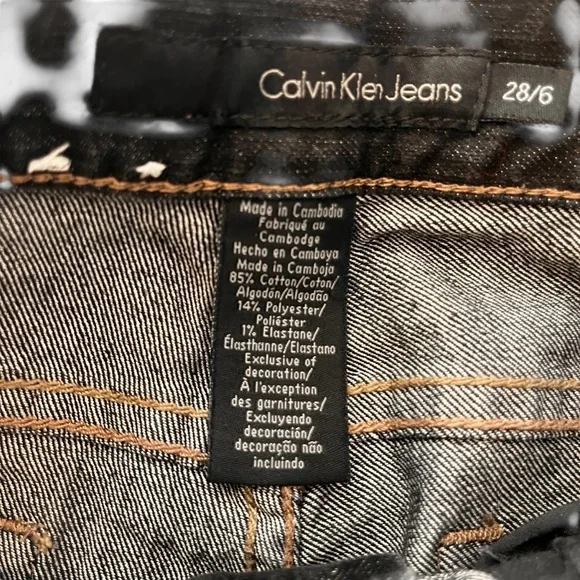 Calvin Klein Jeans
28/6
Made in Cambodia
Fabriqué au
Cambodge
Hecho en Camboya
Made in Camboja
85% Cotton/Coton/
Algodón/Algodão
14% Polyester/
Poliéster
1% Elastane/
Élasthanne/Elastano
Exclusive of
decoration/
À l'exception
des garnitures/
Excluyendo
decoración/
decoração não
incluindo